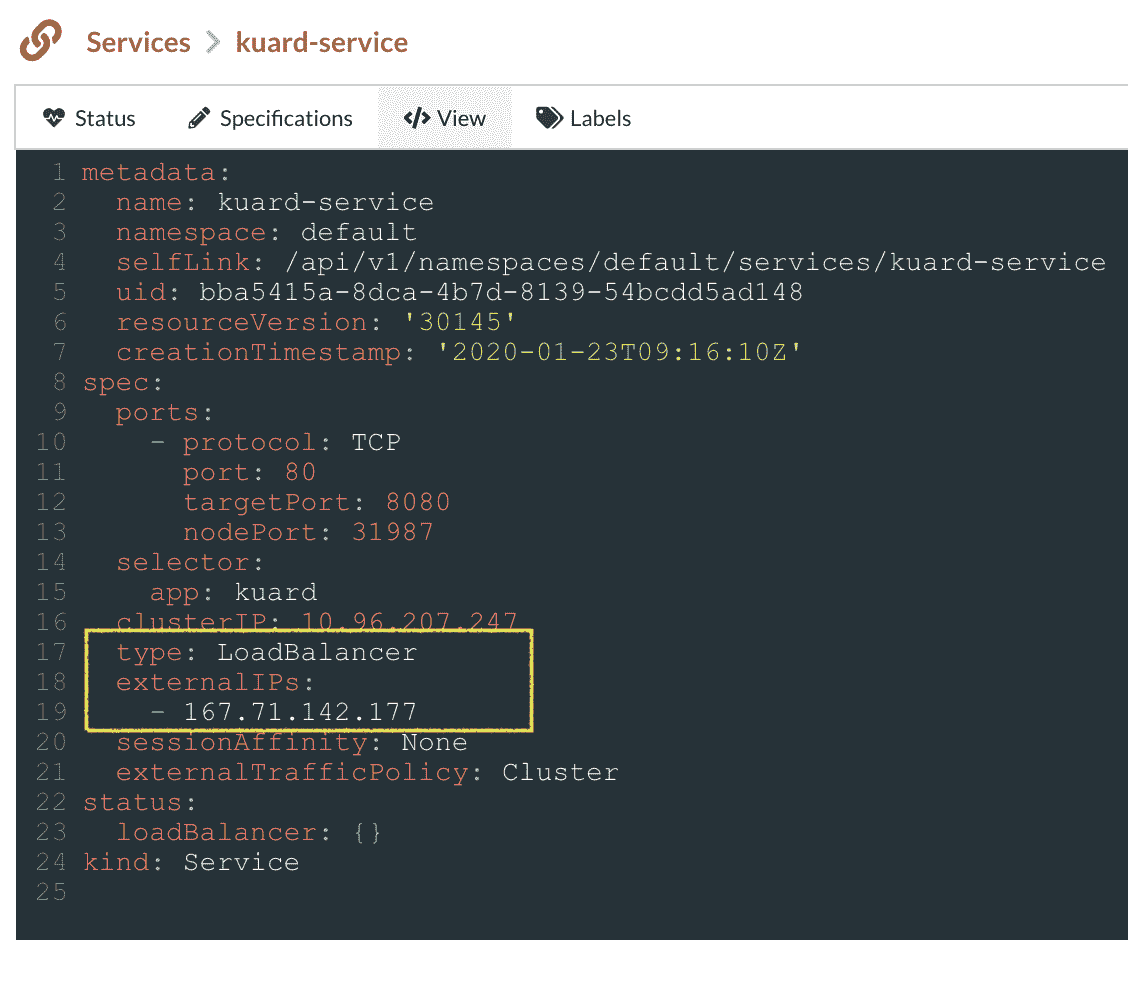 Services > kuard-service
Status Specifications </> View Labels
1 metadata:
2   name: kuard-service
3   namespace: default
4   selfLink: /api/v1/namespaces/default/services/kuard-service
5   uid: bba5415a-8dca-4b7d-8139-54bcdd5ad148
6   resourceVersion: '30145'
7   creationTimestamp: '2020-01-23T09:16:10Z'
8 spec:
9   ports:
10     - protocol: TCP
11       port: 80
12       targetPort: 8080
13       nodePort: 31987
14   selector:
15     app: kuard
16   clusterIP: 10.96.207.247
17   type: LoadBalancer
18   externalIPs:
19     - 167.71.142.177
20   sessionAffinity: None
21   externalTrafficPolicy: Cluster
22 status:
23   loadBalancer: {}
24 kind: Service
25